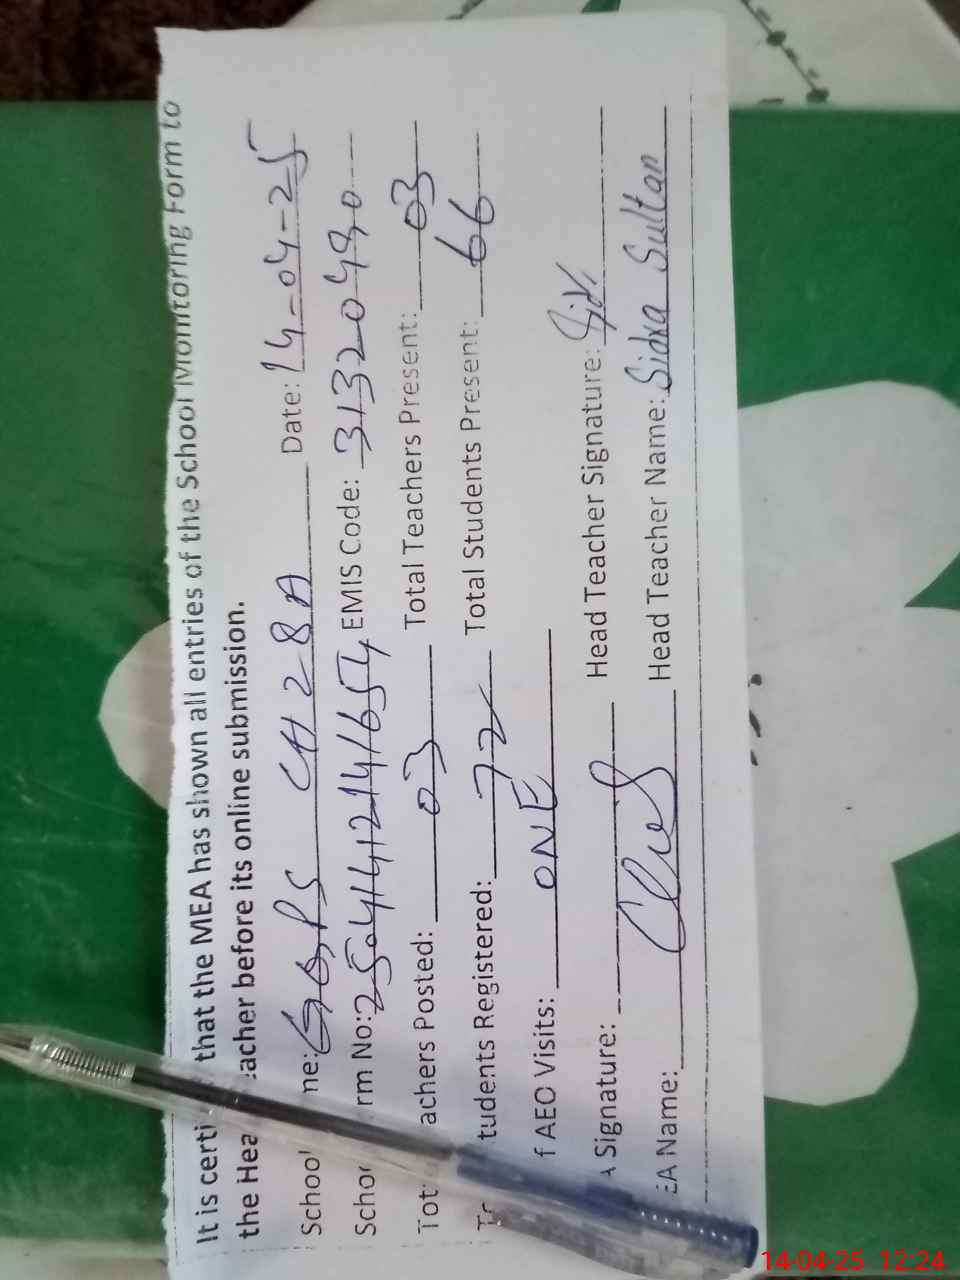 It is certi that the MEA has shown all entries of the School Monitoring Form to
the Hea acher before its online submission.
School ne: GGPS CH 28A Date: 14-04-25
Schoo rm No: 25041412141654 EMIS Code: 31320490
Tot achers Posted: 03 Total Teachers Present: 03
T tudents Registered: 72 Total Students Present: 66
f AEO Visits: ONE
A Signature: Head Teacher Signature:
EA Name: Head Teacher Name: Sidra Sultan
14-04-25 12:24